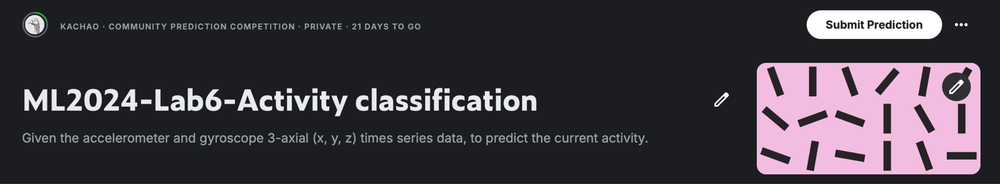 KACHAO · COMMUNITY PREDICTION COMPETITION · PRIVATE · 21 DAYS TO GO
Submit Prediction
ML2024-Lab6-Activity classification
Given the accelerometer and gyroscope 3-axial (x, y, z) times series data, to predict the current activity.